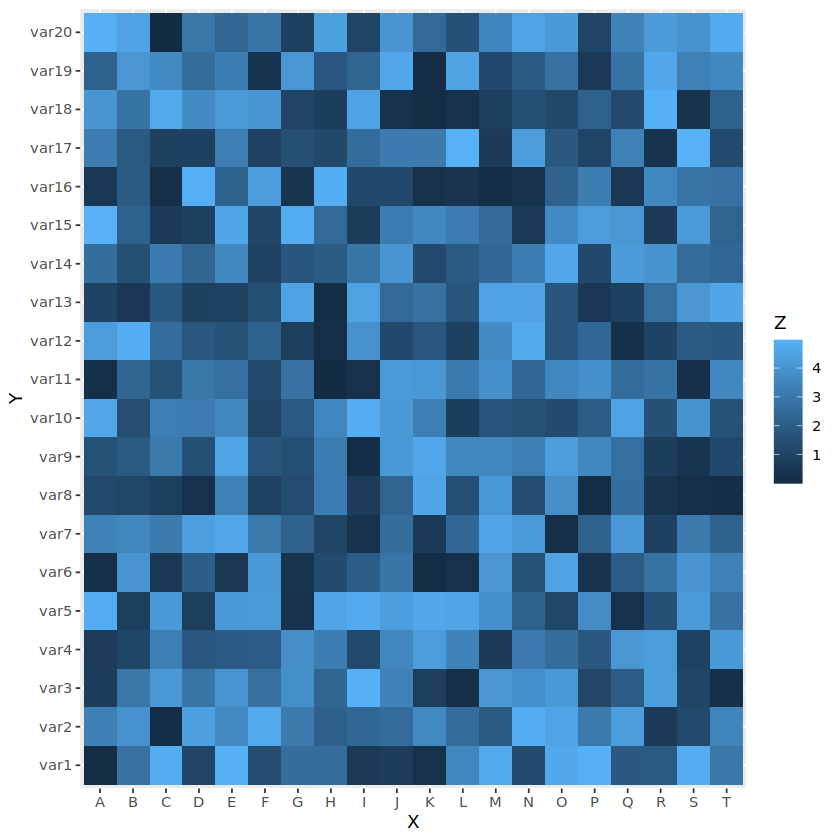 var20
var19
var18
var17
var16
var15
var14
var13
var12
var11
var10
var9
var8
var7
var6
var5
var4
var3
var2
var1
Y
A B C D E F G H I J K L M N O P Q R S T
X
Z
4
3
2
1